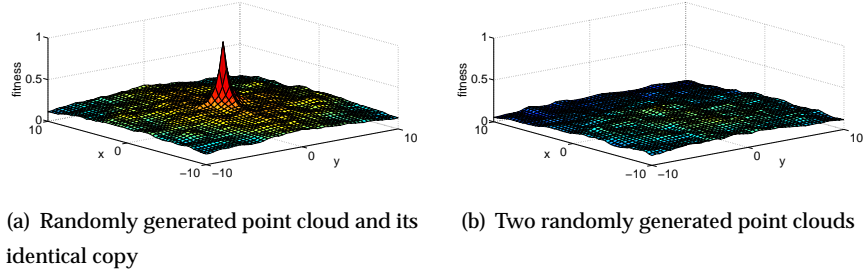 1
0.5
0
fitness
10
0
-10
x
-10
0
10
y
1
0.5
0
fitness
10
0
-10
x
-10
0
10
y
(a) Randomly generated point cloud and its
identical copy
(b) Two randomly generated point clouds